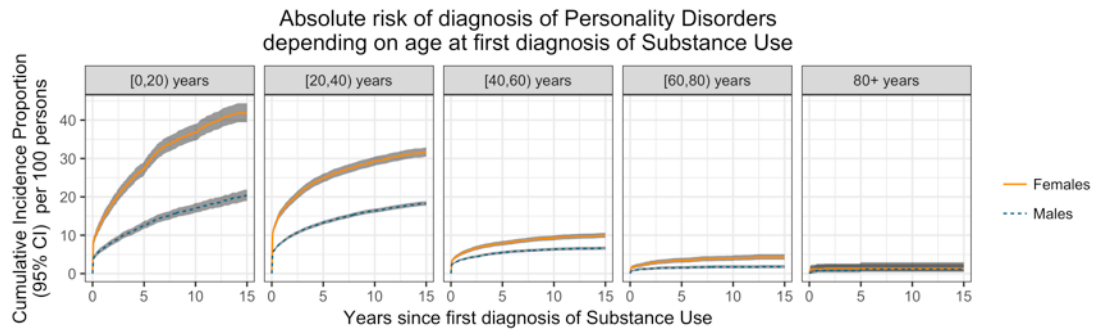 Absolute risk of diagnosis of Personality Disorders
depending on age at first diagnosis of Substance Use
Cumulative Incidence Proportion
(95% CI) per 100 persons
[0,20) years
[20,40) years
[40,60) years
[60,80) years
80+ years
40
30
20
10
0
0 5 10 15
0 5 10 15
0 5 10 15
0 5 10 15
0 5 10 15
Years since first diagnosis of Substance Use
Females
Males